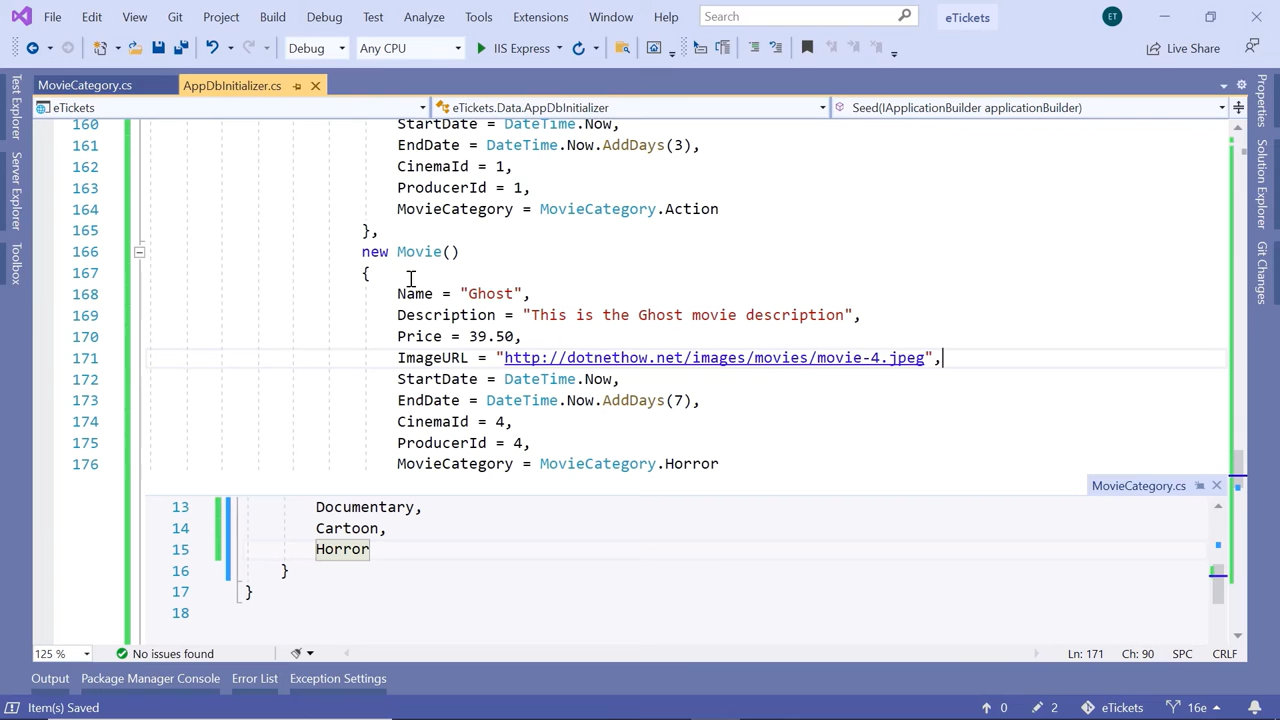 File Edit View Git Project Build Debug Test Analyze Tools Extensions Window Help Search eTickets ET
Debug Any CPU IIS Express Live Share
MovieCategory.cs AppDbInitializer.cs
eTickets eTickets.Data.AppDbInitializer Seed(IApplicationBuilder applicationBuilder)
Test Explorer
Server Explorer
Toolbox
160 StartDate = DateTime.Now,
161 EndDate = DateTime.Now.AddDays(3),
162 CinemaId = 1,
163 ProducerId = 1,
164 MovieCategory = MovieCategory.Action
165 },
166 new Movie()
167 {
168 Name = "Ghost",
169 Description = "This is the Ghost movie description",
170 Price = 39.50,
171 ImageURL = "http://dotnethow.net/images/movies/movie-4.jpeg",
172 StartDate = DateTime.Now,
173 EndDate = DateTime.Now.AddDays(7),
174 CinemaId = 4,
175 ProducerId = 4,
176 MovieCategory = MovieCategory.Horror
MovieCategory.cs
13 Documentary,
14 Cartoon,
15 Horror
16 }
17 }
18
Properties
Solution Explorer
Git Changes
125 % No issues found Ln: 171 Ch: 90 SPC CRLF
Output Package Manager Console Error List Exception Settings
Item(s) Saved 0 2 eTickets 16e